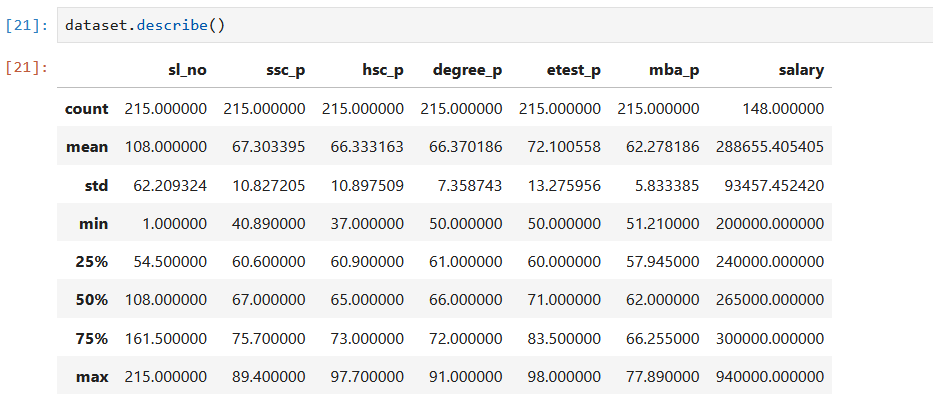 [21]: dataset.describe()
[21]: sl_no ssc_p hsc_p degree_p etest_p mba_p salary
count 215.000000 215.000000 215.000000 215.000000 215.000000 215.000000 148.000000
mean 108.000000 67.303395 66.333163 66.370186 72.100558 62.278186 288655.405405
std 62.209324 10.827205 10.897509 7.358743 13.275956 5.833385 93457.452420
min 1.000000 40.890000 37.000000 50.000000 50.000000 51.210000 200000.000000
25% 54.500000 60.600000 60.900000 61.000000 60.000000 57.945000 240000.000000
50% 108.000000 67.000000 65.000000 66.000000 71.000000 62.000000 265000.000000
75% 161.500000 75.700000 73.000000 72.000000 83.500000 66.255000 300000.000000
max 215.000000 89.400000 97.700000 91.000000 98.000000 77.890000 940000.000000